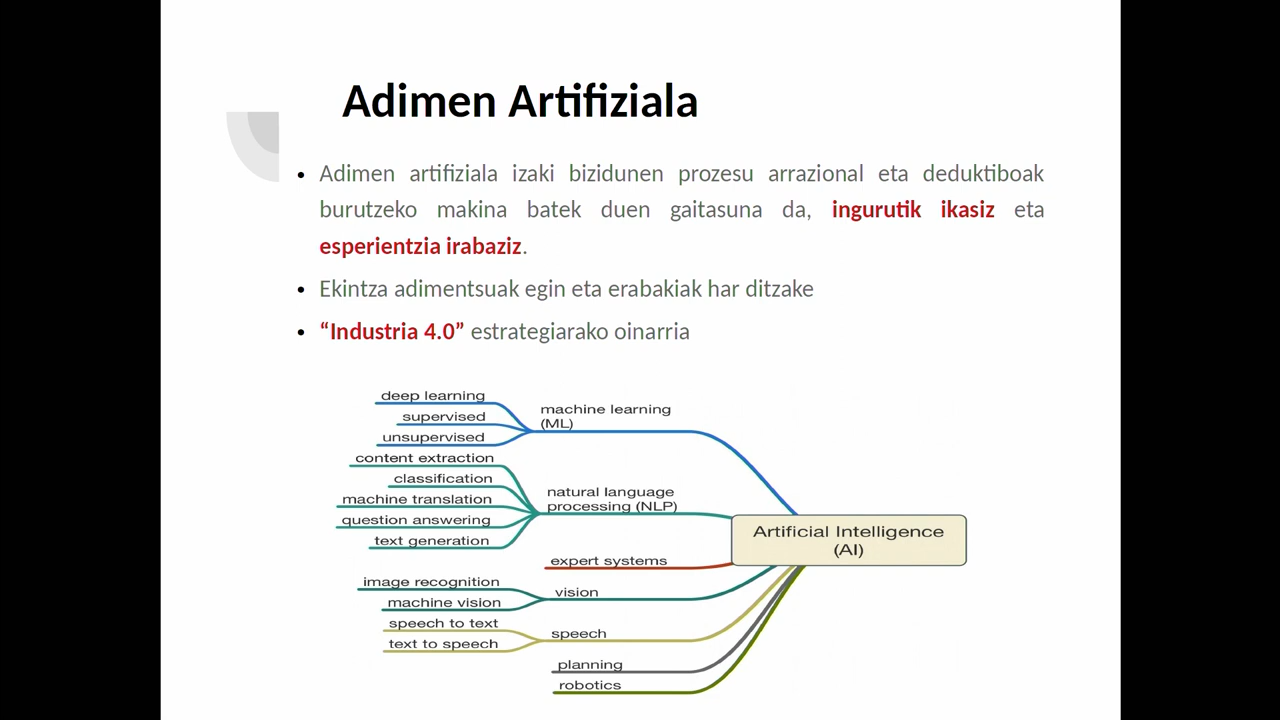 Adimen Artifiziala
• Adimen artifiziala izaki bizidunen prozesu arrazional eta deduktiboak
burutzeko makina batek duen gaitasuna da, ingurutik ikasiz eta
esperientzia irabaziz.
• Ekintza adimentsuak egin eta erabakiak har ditzake
• “Industria 4.0” estrategiarako oinarria
deep learning
supervised
unsupervised
machine learning
(ML)
content extraction
classification
machine translation
question answering
text generation
natural language
processing (NLP)
expert systems
Artificial Intelligence
(AI)
image recognition
machine vision
vision
speech to text
text to speech
speech
planning
robotics